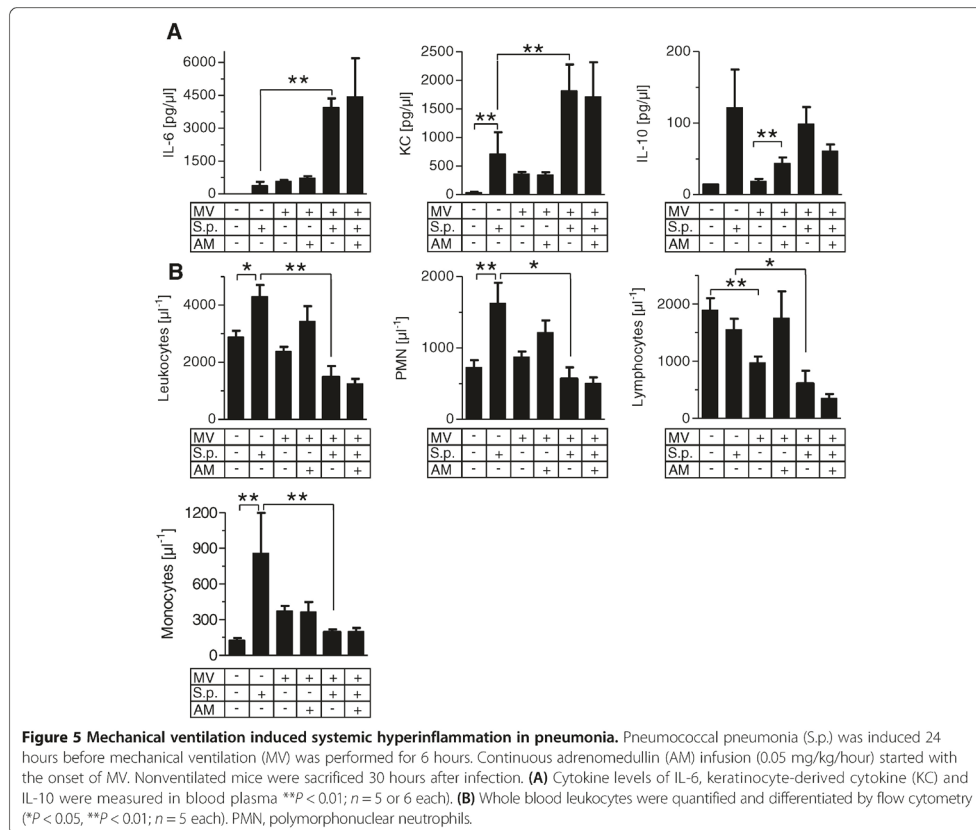 A
IL-6 [pg/µl]
6000
4500
3000
1500
0
**
MV - - + + + +
S.p. - + - - + +
AM - - - + - +
KC [pg/µl]
2500
2000
1500
1000
500
0
**
**
MV - - + + + +
S.p. - + - - + +
AM - - - + - +
IL-10 [pg/µl]
200
100
0
**
MV - - + + + +
S.p. - + - - + +
AM - - - + - +
B
Leukocytes [µl-1]
4000
2000
0
*
**
MV - - + + + +
S.p. - + - - + +
AM - - - + - +
PMN [µl-1]
2000
1000
0
**
*
MV - - + + + +
S.p. - + - - + +
AM - - - + - +
Lymphocytes [µl-1]
2000
1000
0
*
**
MV - - + + + +
S.p. - + - - + +
AM - - - + - +
Monocytes [µl-1]
1200
900
600
300
0
**
**
MV - - + + + +
S.p. - + - - + +
AM - - - + - +
Figure 5 Mechanical ventilation induced systemic hyperinflammation in pneumonia. Pneumococcal pneumonia (S.p.) was induced 24
hours before mechanical ventilation (MV) was performed for 6 hours. Continuous adrenomedullin (AM) infusion (0.05 mg/kg/hour) started with
the onset of MV. Nonventilated mice were sacrificed 30 hours after infection. (A) Cytokine levels of IL-6, keratinocyte-derived cytokine (KC) and
IL-10 were measured in blood plasma **P < 0.01; n = 5 or 6 each). (B) Whole blood leukocytes were quantified and differentiated by flow cytometry
(*P < 0.05, **P < 0.01; n = 5 each). PMN, polymorphonuclear neutrophils.